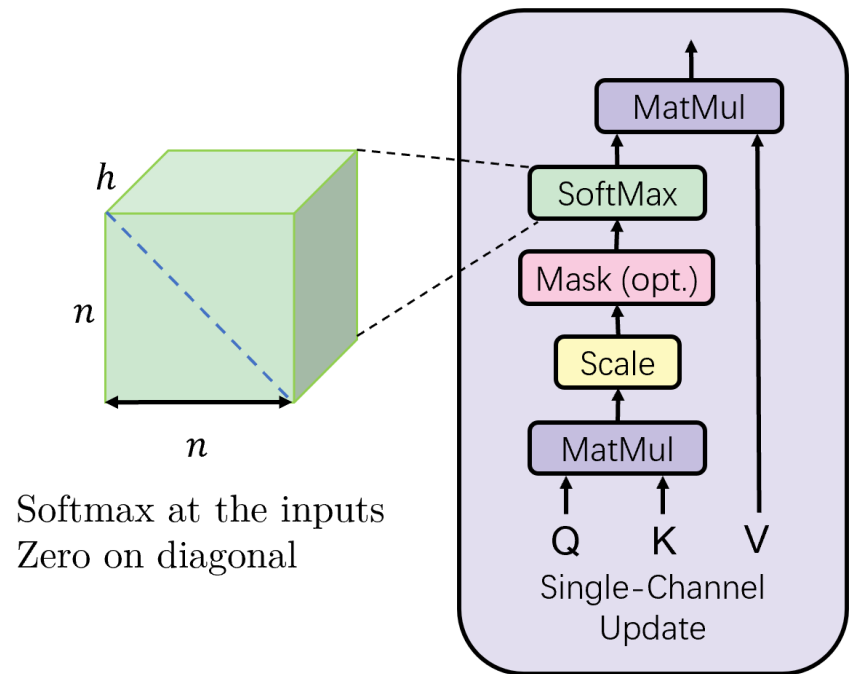 h
n
n
Softmax at the inputs
Zero on diagonal
MatMul
SoftMax
Mask (opt.)
Scale
MatMul
Q K V
Single-Channel
Update